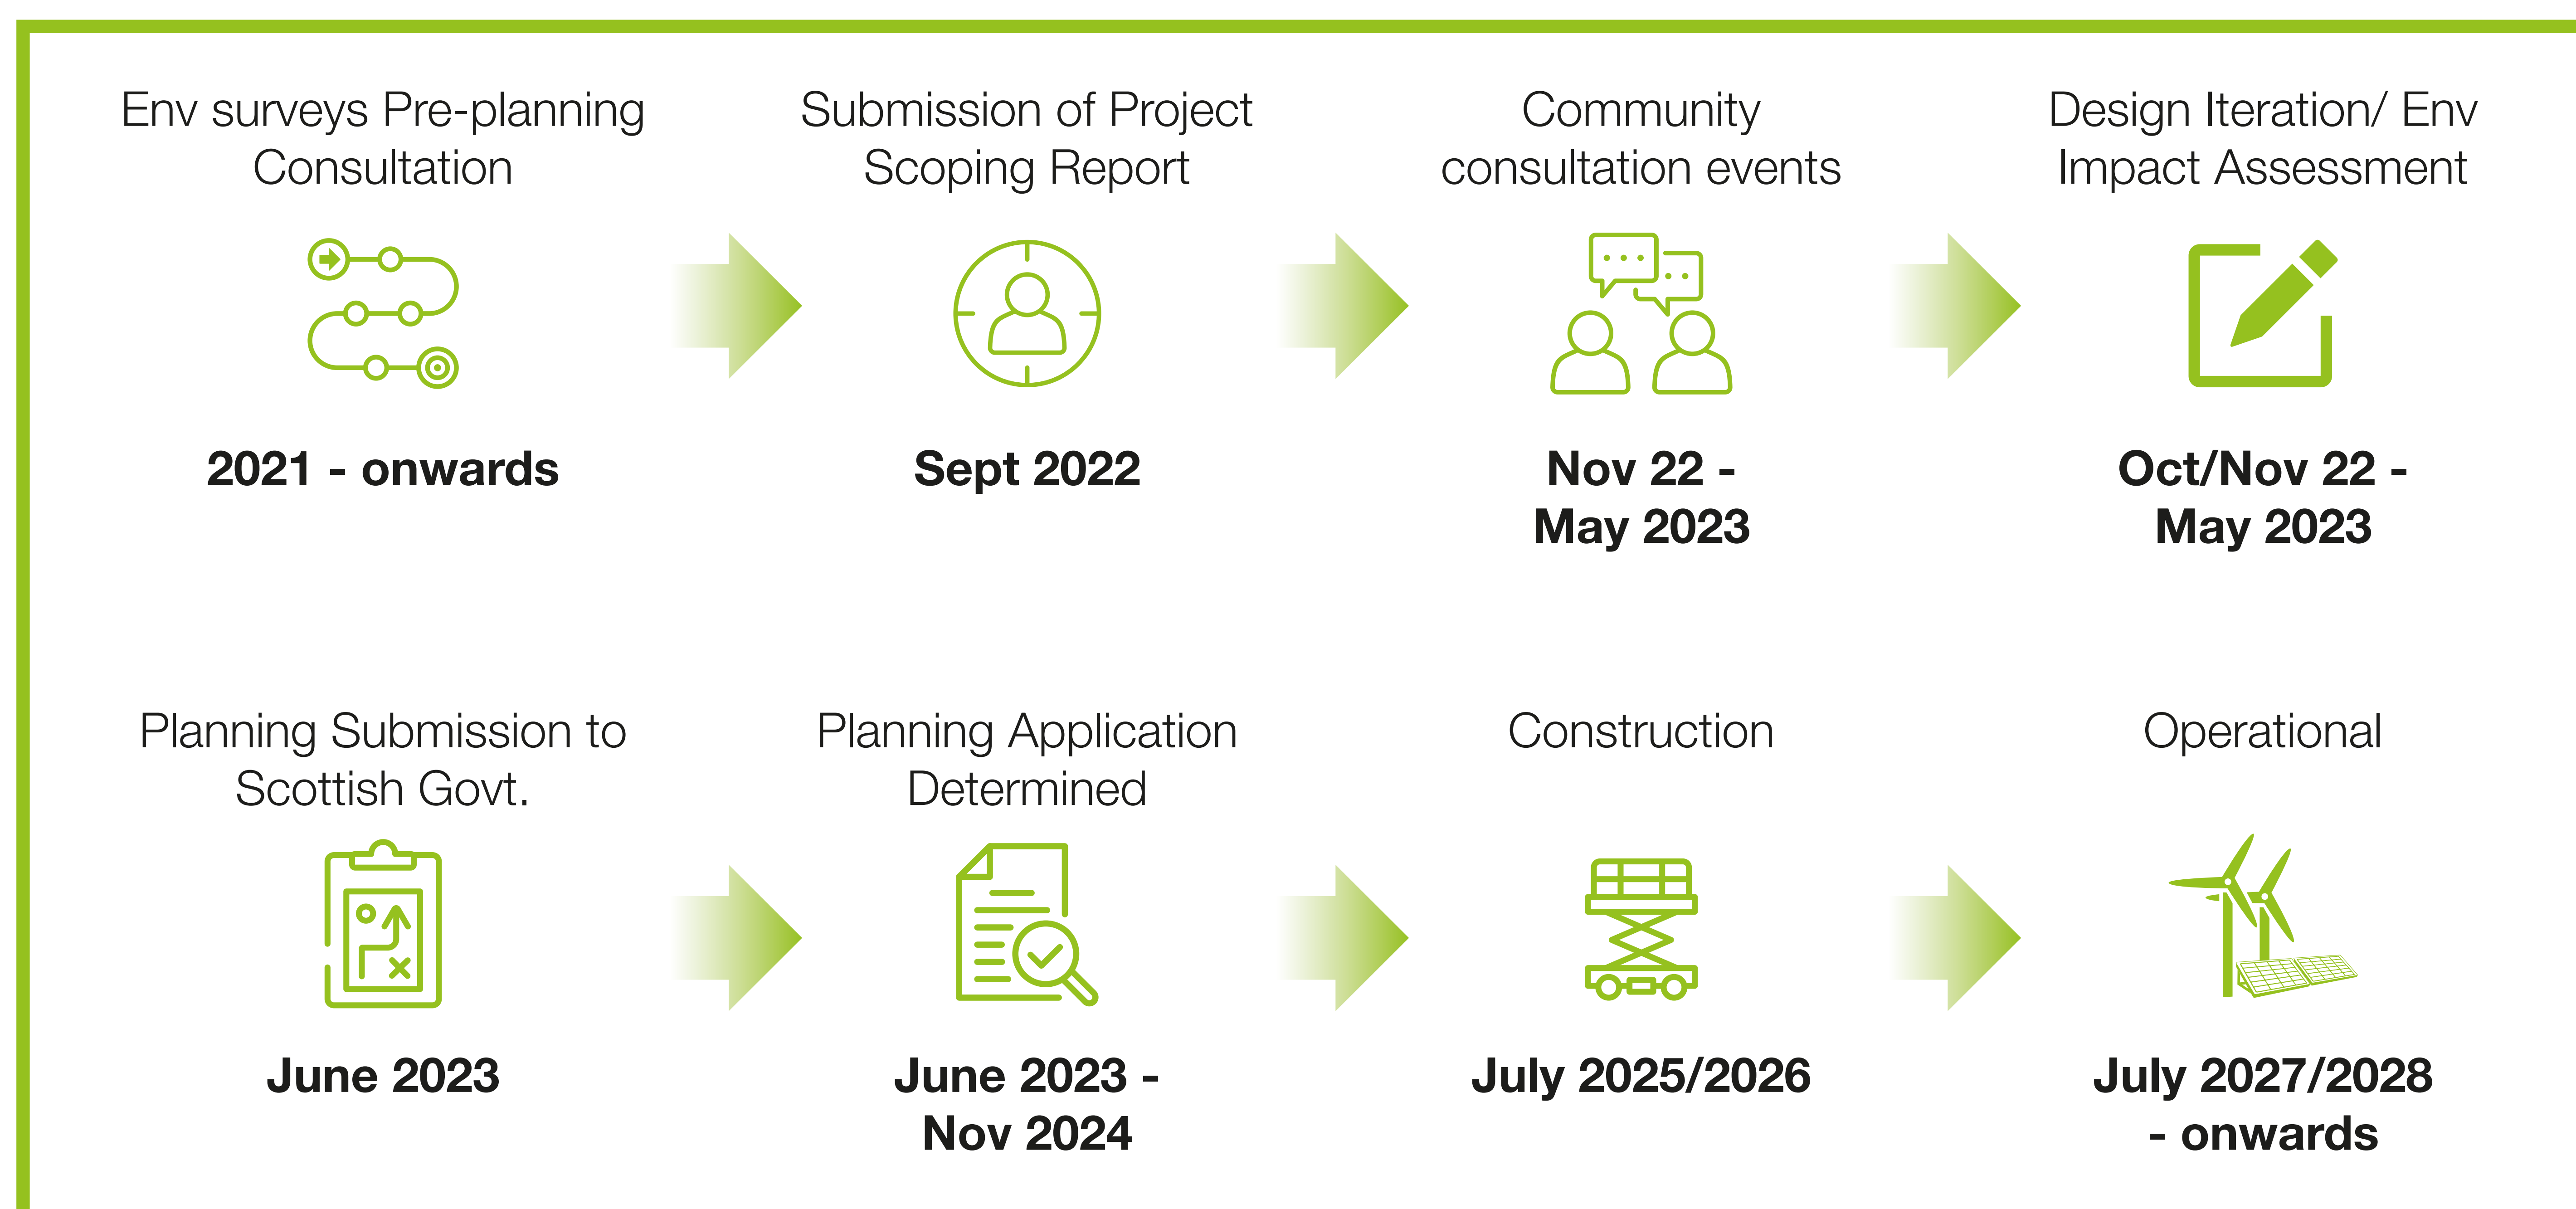 Env surveys Pre-planning
Consultation
2021 - onwards
Submission of Project
Scoping Report
Sept 2022
Community
consultation events
Nov 22 -
May 2023
Design Iteration/ Env
Impact Assessment
Oct/Nov 22 -
May 2023
Planning Submission to
Scottish Govt.
June 2023
Planning Application
Determined
June 2023 -
Nov 2024
Construction
July 2025/2026
Operational
July 2027/2028
- onwards